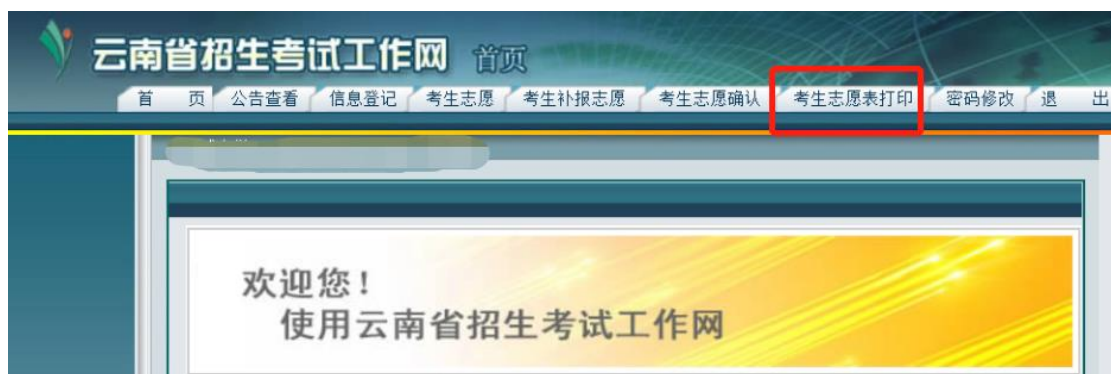 云南省招生考试工作网 首页
首 页 公告查看 信息登记 考生志愿 考生补报志愿 考生志愿确认 考生志愿表打印 密码修改 退 出
欢迎您！
使用云南省招生考试工作网